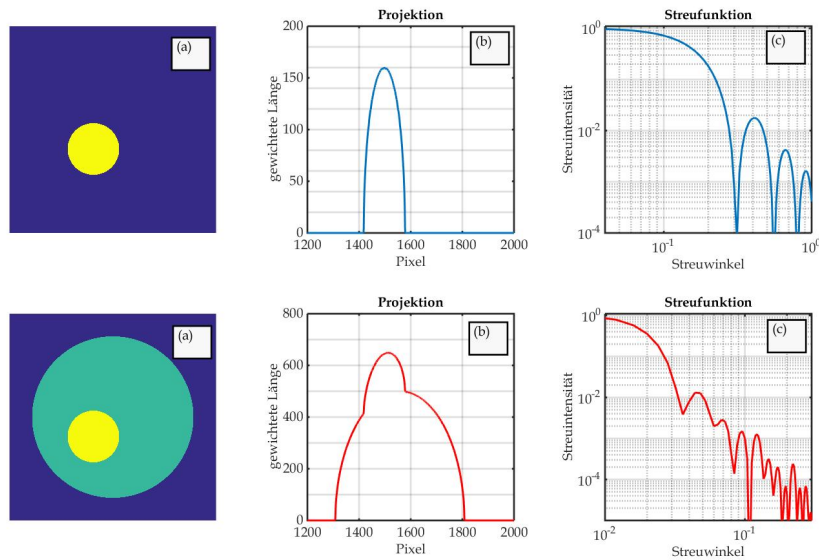 (a)
Projektion
(b)
gewichtete Länge
200
150
100
50
0
1200 1400 1600 1800 2000
Pixel
Streufunktion
(c)
Streuintensität
10^0
10^-2
10^-4
10^-1 10^0
Streuwinkel
(a)
Projektion
(b)
gewichtete Länge
800
600
400
200
0
1200 1400 1600 1800 2000
Pixel
Streufunktion
(c)
Streuintensität
10^0
10^-2
10^-4
10^-2 10^-1
Streuwinkel